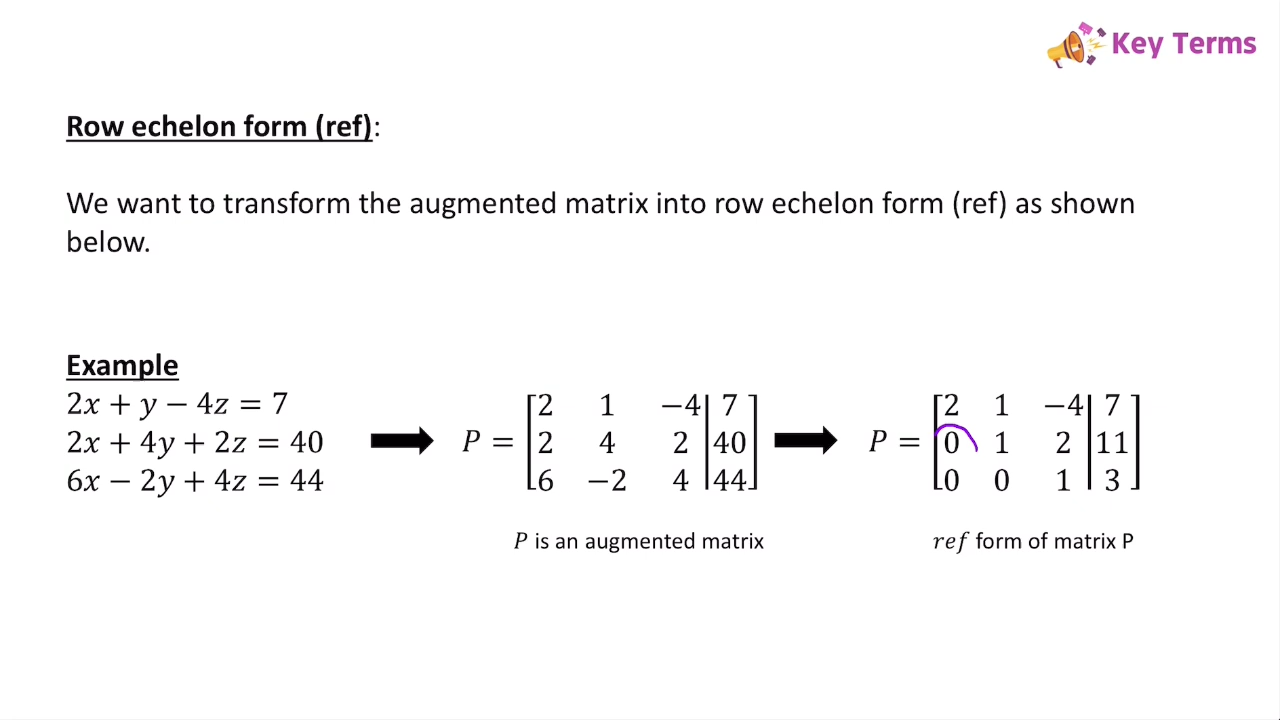 Key Terms
Row echelon form (ref):
We want to transform the augmented matrix into row echelon form (ref) as shown
below.
Example
2x + y − 4z = 7
2x + 4y + 2z = 40
6x − 2y + 4z = 44
P =
2 1 −4 | 7
2 4 2 | 40
6 −2 4 | 44
P is an augmented matrix
P =
2 1 −4 | 7
0 1 2 | 11
0 0 1 | 3
ref form of matrix P